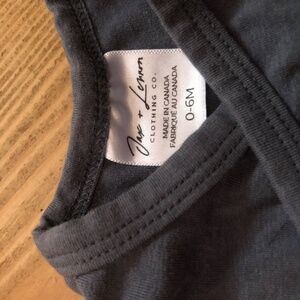 Jax + Lennon
CLOTHING CO.
MADE IN CANADA
FABRIQUÉ AU CANADA
0-6M